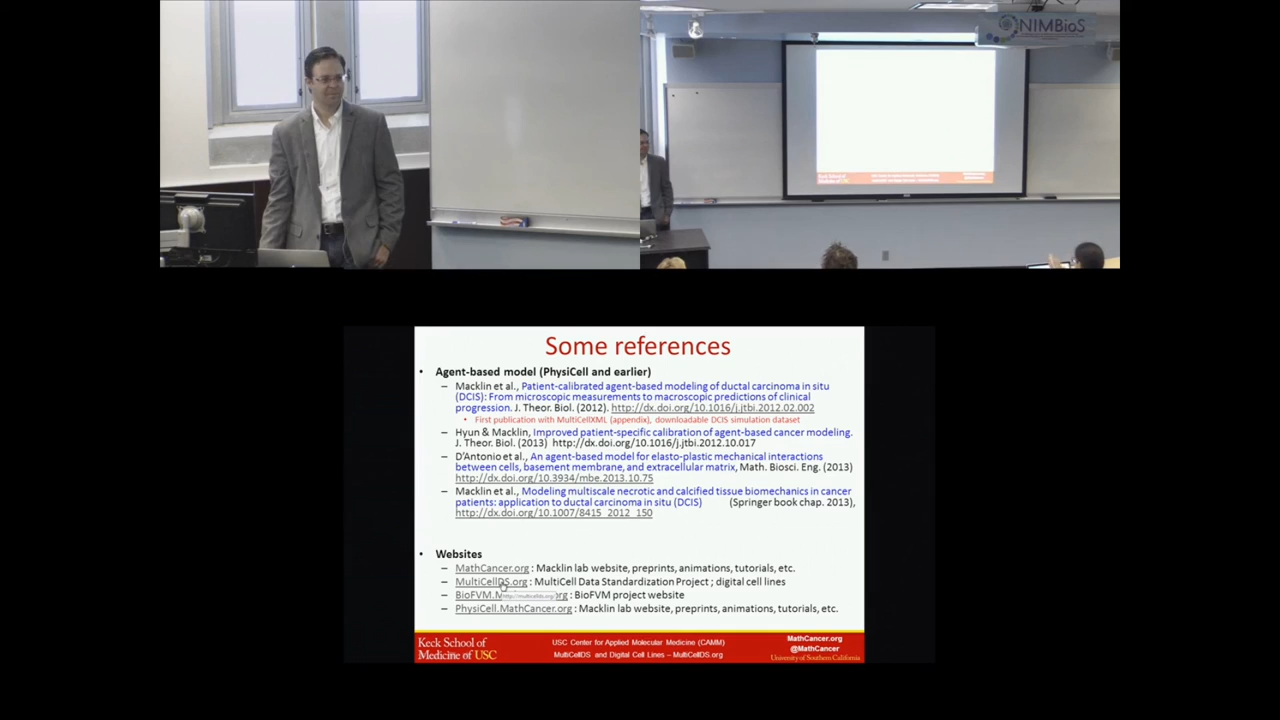 NIMBioS
Some references
• Agent-based model (PhysiCell and earlier)
– Macklin et al., Patient-calibrated agent-based modeling of ductal carcinoma in situ
(DCIS): From microscopic measurements to macroscopic predictions of clinical
progression. J. Theor. Biol. (2012). http://dx.doi.org/10.1016/j.jtbi.2012.02.002
• First publication with MultiCellXML (appendix), downloadable DCIS simulation dataset
– Hyun & Macklin, Improved patient-specific calibration of agent-based cancer modeling.
J. Theor. Biol. (2013) http://dx.doi.org/10.1016/j.jtbi.2012.10.017
– D'Antonio et al., An agent-based model for elasto-plastic mechanical interactions
between cells, basement membrane, and extracellular matrix, Math. Biosci. Eng. (2013)
http://dx.doi.org/10.3934/mbe.2013.10.75
– Macklin et al., Modeling multiscale necrotic and calcified tissue biomechanics in cancer
patients: application to ductal carcinoma in situ (DCIS) (Springer book chap. 2013),
http://dx.doi.org/10.1007/8415_2012_150
• Websites
– MathCancer.org : Macklin lab website, preprints, animations, tutorials, etc.
– MultiCellDS.org : MultiCell Data Standardization Project ; digital cell lines
– BioFVM.M rg : BioFVM project website
http://multicellds.org/
– PhysiCell.MathCancer.org : Macklin lab website, preprints, animations, tutorials, etc.
Keck School of
Medicine of USC
USC Center for Applied Molecular Medicine (CAMM)
MultiCellDS and Digital Cell Lines – MultiCellDS.org
MathCancer.org
@MathCancer
University of Southern California